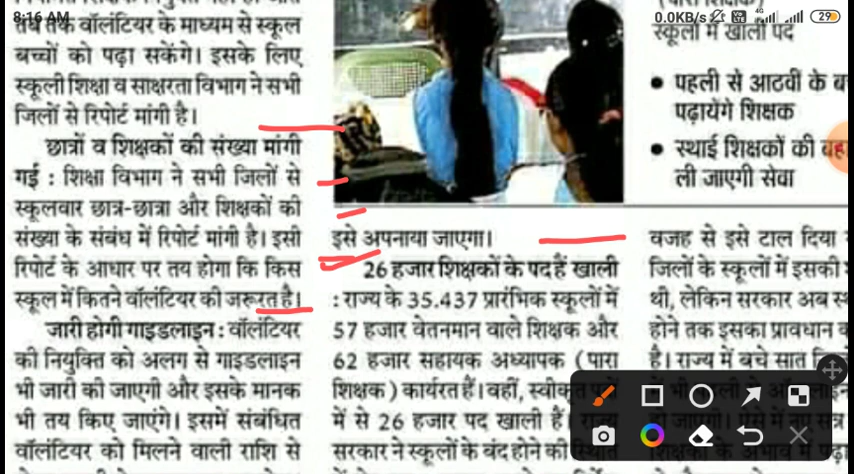 8:16 AM
0.0KB/s
4G
29
तब तक वॉलंटियर के माध्यम से स्कूल
बच्चों को पढ़ा सकेंगे। इसके लिए
स्कूली शिक्षा व साक्षरता विभाग ने सभी
जिलों से रिपोर्ट मांगी है।
छात्रों व शिक्षकों की संख्या मांगी
गई : शिक्षा विभाग ने सभी जिलों से
स्कूलवार छात्र-छात्रा और शिक्षकों की
संख्या के संबंध में रिपोर्ट मांगी है। इसी
रिपोर्ट के आधार पर तय होगा कि किस
स्कूल में कितने वॉलंटियर की जरूरत है।
जारी होगी गाइडलाइन : वॉलंटियर
की नियुक्ति को अलग से गाइडलाइन
भी जारी की जाएगी और इसके मानक
भी तय किए जाएंगे। इसमें संबंधित
वॉलंटियर को मिलने वाली राशि से
इसे अपनाया जाएगा।
26 हजार शिक्षकों के पद हैं खाली
: राज्य के 35.437 प्रारंभिक स्कूलों में
57 हजार वेतनमान वाले शिक्षक और
62 हजार सहायक अध्यापक (पारा
शिक्षक) कार्यरत हैं। वहीं, स्वीकृत पदों
में से 26 हजार पद खाली हैं। राज्य
सरकार ने स्कूलों के बंद होने की स्थिति
स्कूलों में खाली पद
• पहली से आठवीं के
पढ़ायेंगे शिक्षक
• स्थाई शिक्षकों की
ली जाएगी सेवा
वजह से इसे टाल दिया
जिलों के स्कूलों में इसकी
थी, लेकिन सरकार अब
होने तक इसका प्रावधान
है। राज्य में बचे सात